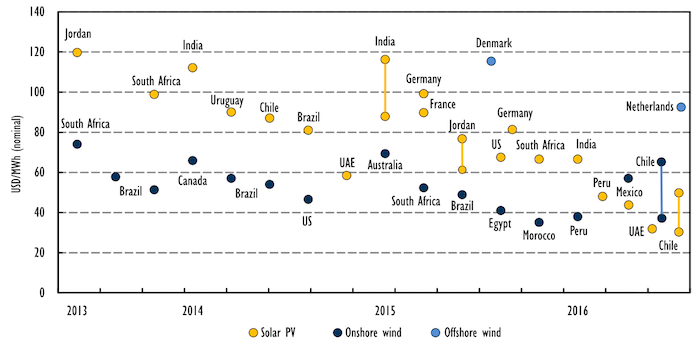 140
120
100
80
60
40
20
0
USD/MWh (nominal)
Jordan
South Africa
South Africa
Brazil
India
Canada
Uruguay
Brazil
Chile
Brazil
US
UAE
India
Australia
Germany
France
South Africa
Jordan
Brazil
Denmark
US
Egypt
Germany
South Africa
Morocco
India
Peru
Peru
Mexico
Chile
UAE
Netherlands
Chile
2013 2014 2015 2016
Solar PV Onshore wind Offshore wind